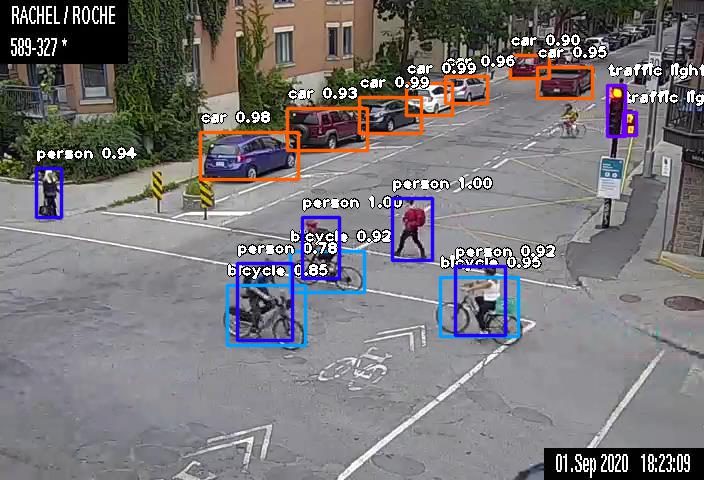 RACHEL / ROCHE
589-327 *
car 0.90
car 0.95
car 0.96
car 0.99
car 0.99
car 0.93
car 0.98
traffic light
traffic light
person 0.94
person 1.00
person 1.00
bicycle 0.92
person 0.78
bicycle 0.85
person 0.92
bicycle 0.95
01.Sep 2020 18:23:09